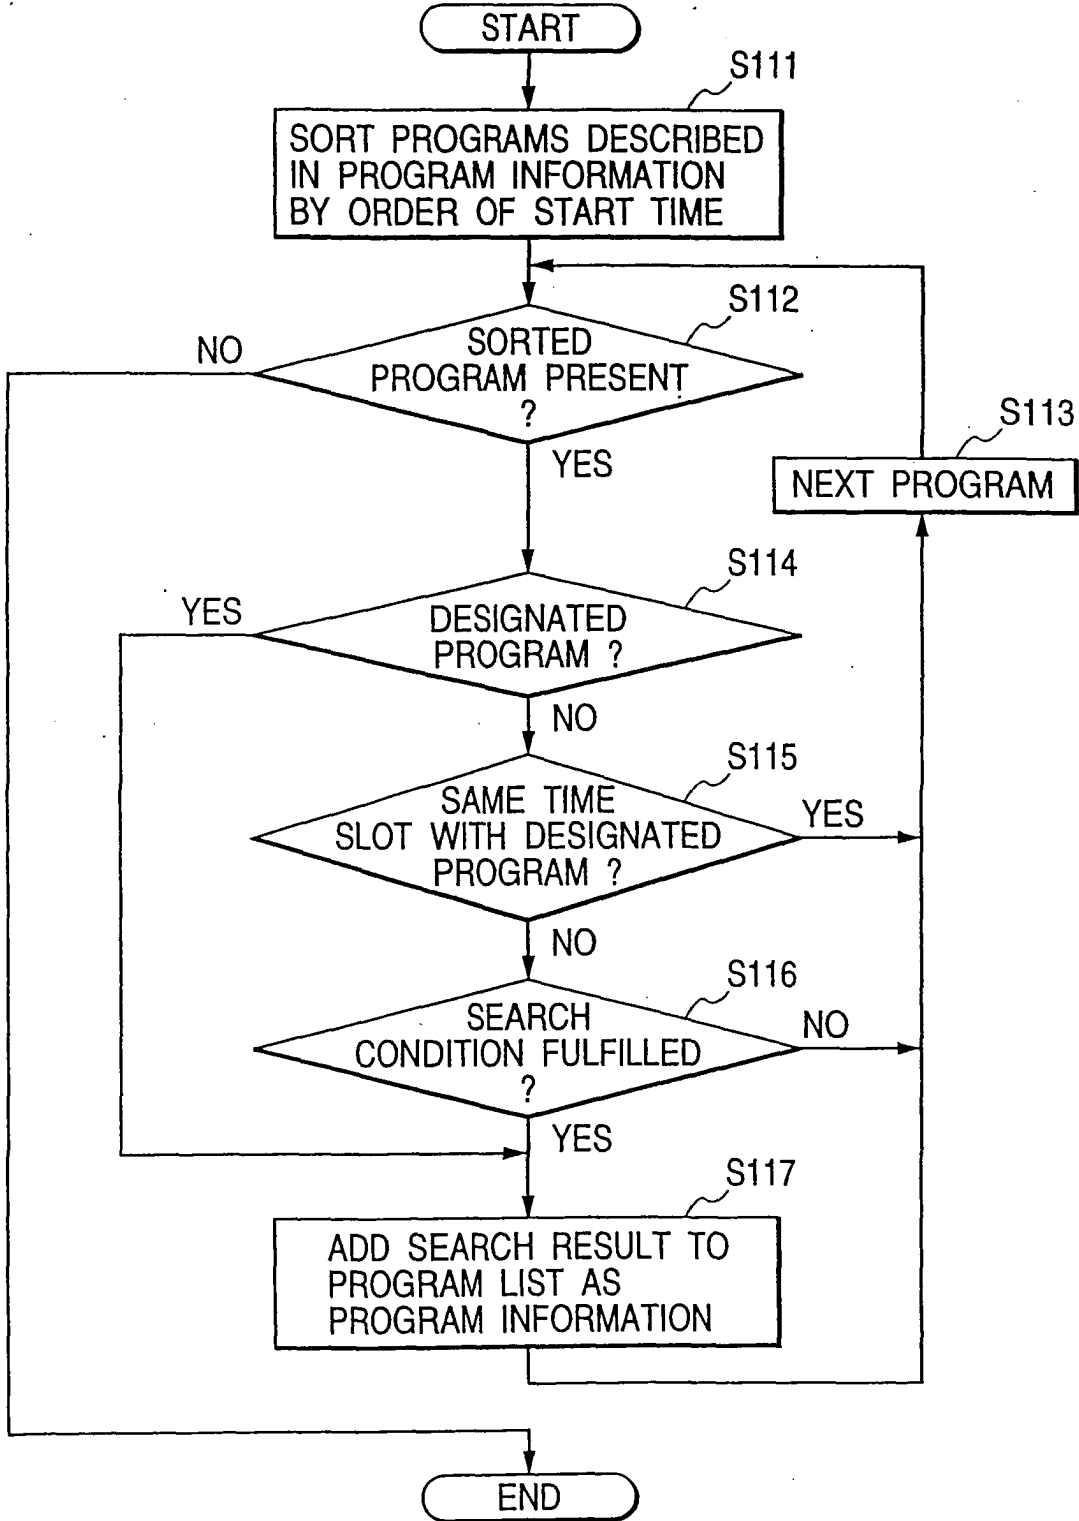 START
S111
SORT PROGRAMS DESCRIBED
IN PROGRAM INFORMATION
BY ORDER OF START TIME
S112
NO
SORTED
PROGRAM PRESENT
?
YES
S113
NEXT PROGRAM
S114
YES
DESIGNATED
PROGRAM ?
NO
S115
SAME TIME
SLOT WITH DESIGNATED
PROGRAM ?
YES
NO
S116
SEARCH
CONDITION FULFILLED
?
NO
YES
S117
ADD SEARCH RESULT TO
PROGRAM LIST AS
PROGRAM INFORMATION
END